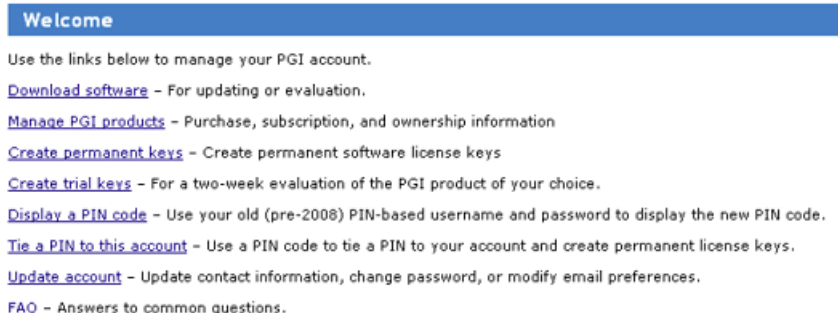 Welcome
Use the links below to manage your PGI account.
Download software – For updating or evaluation.
Manage PGI products – Purchase, subscription, and ownership information
Create permanent keys – Create permanent software license keys
Create trial keys – For a two-week evaluation of the PGI product of your choice.
Display a PIN code – Use your old (pre-2008) PIN-based username and password to display the new PIN code.
Tie a PIN to this account – Use a PIN code to tie a PIN to your account and create permanent license keys.
Update account – Update contact information, change password, or modify email preferences.
FAQ – Answers to common questions.